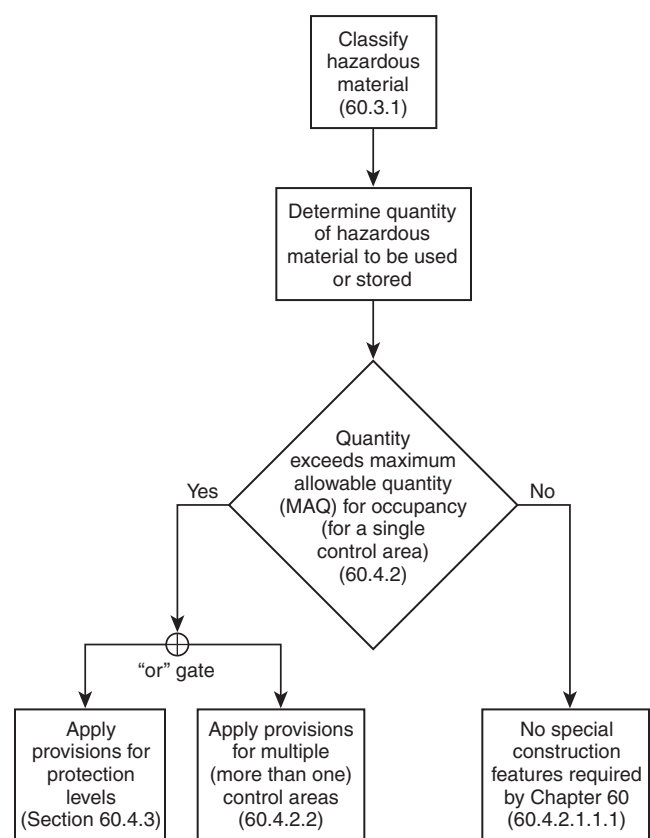 Classify
hazardous
material
(60.3.1)
Determine quantity
of hazardous
material to be used
or stored
Quantity
exceeds maximum
allowable quantity
(MAQ) for occupancy
(for a single
control area)
(60.4.2)
Yes
No
“or” gate
Apply
provisions for
protection
levels
(Section 60.4.3)
Apply provisions
for multiple
(more than one)
control areas
(60.4.2.2)
No special
construction
features required
by Chapter 60
(60.4.2.1.1.1)